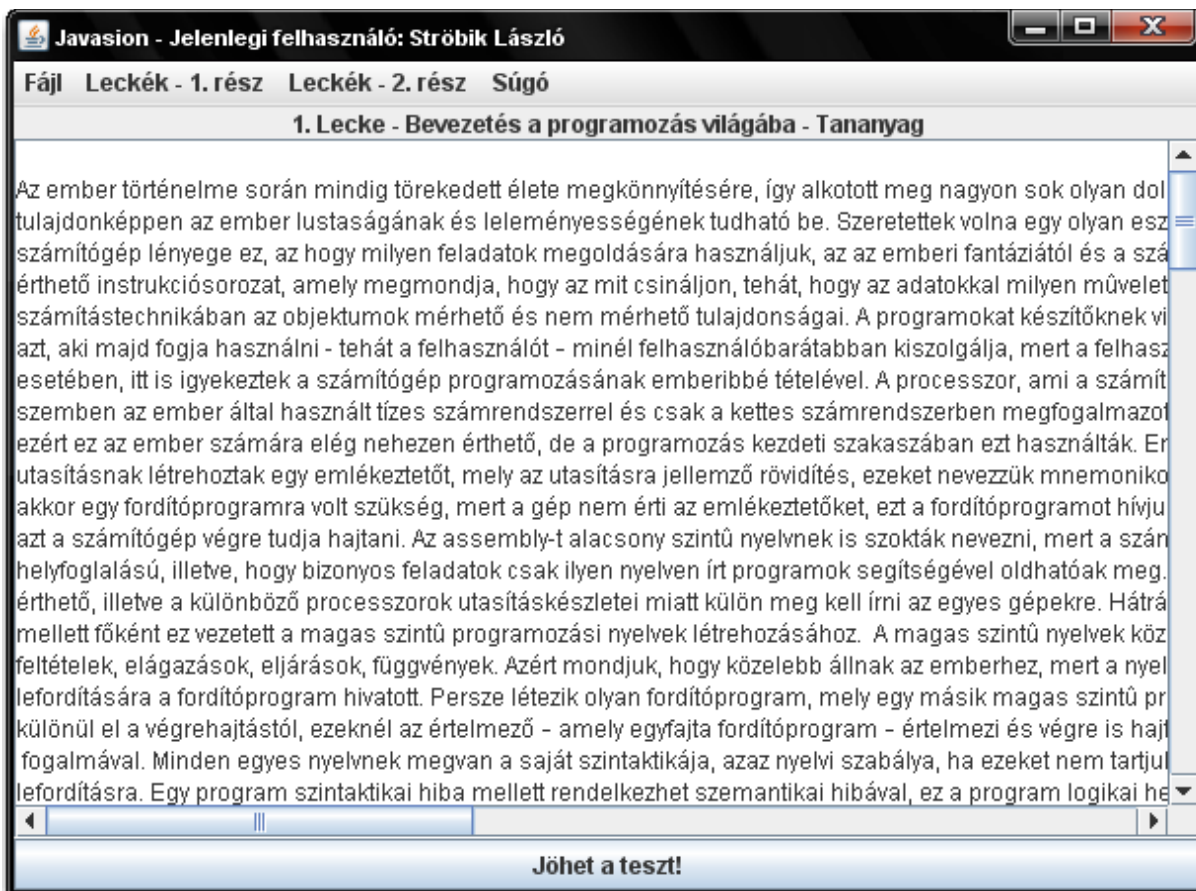 Javasion - Jelenlegi felhasználó: Ströbik László
Fájl Leckék - 1. rész Leckék - 2. rész Súgó
1. Lecke - Bevezetés a programozás világába - Tananyag
Az ember történelme során mindig törekedett élete megkönnyítésére, így alkotott meg nagyon sok olyan dol
tulajdonképpen az ember lustaságának és leleményességének tudható be. Szeretettek volna egy olyan esz
számítógép lényege ez, az hogy milyen feladatok megoldására használjuk, az az emberi fantáziától és a szá
érthető instrukciósorozat, amely megmondja, hogy az mit csináljon, tehát, hogy az adatokkal milyen mûvelet
számítástechnikában az objektumok mérhető és nem mérhető tulajdonságai. A programokat készítőknek vi
azt, aki majd fogja használni - tehát a felhasználót – minél felhasználóbarátabban kiszolgálja, mert a felhasz
esetében, itt is igyekeztek a számítógép programozásának emberibbé tételével. A processzor, ami a számít
szemben az ember által használt tízes számrendszerrel és csak a kettes számrendszerben megfogalmazot
ezért ez az ember számára elég nehezen érthető, de a programozás kezdeti szakaszában ezt használták. Er
utasításnak létrehoztak egy emlékeztetőt, mely az utasításra jellemző rövidítés, ezeket nevezzük mnemoniko
akkor egy fordítóprogramra volt szükség, mert a gép nem érti az emlékeztetőket, ezt a fordítóprogramot hívju
azt a számítógép végre tudja hajtani. Az assembly-t alacsony szintû nyelvnek is szokták nevezni, mert a szán
helyfoglalású, illetve, hogy bizonyos feladatok csak ilyen nyelven írt programok segítségével oldhatóak meg.
érthető, illetve a különböző processzorok utasításkészletei miatt külön meg kell írni az egyes gépekre. Hátrá
mellett főként ez vezetett a magas szintû programozási nyelvek létrehozásához. A magas szintû nyelvek köz
feltételek, elágazások, eljárások, függvények. Azért mondjuk, hogy közelebb állnak az emberhez, mert a nyel
lefordítására a fordítóprogram hivatott. Persze létezik olyan fordítóprogram, mely egy másik magas szintû pr
különül el a végrehajtástól, ezeknél az értelmező – amely egyfajta fordítóprogram – értelmezi és végre is hajt
fogalmával. Minden egyes nyelvnek megvan a saját szintaktikája, azaz nyelvi szabálya, ha ezeket nem tartjul
lefordításra. Egy program szintaktikai hiba mellett rendelkezhet szemantikai hibával, ez a program logikai he
Jöhet a teszt!